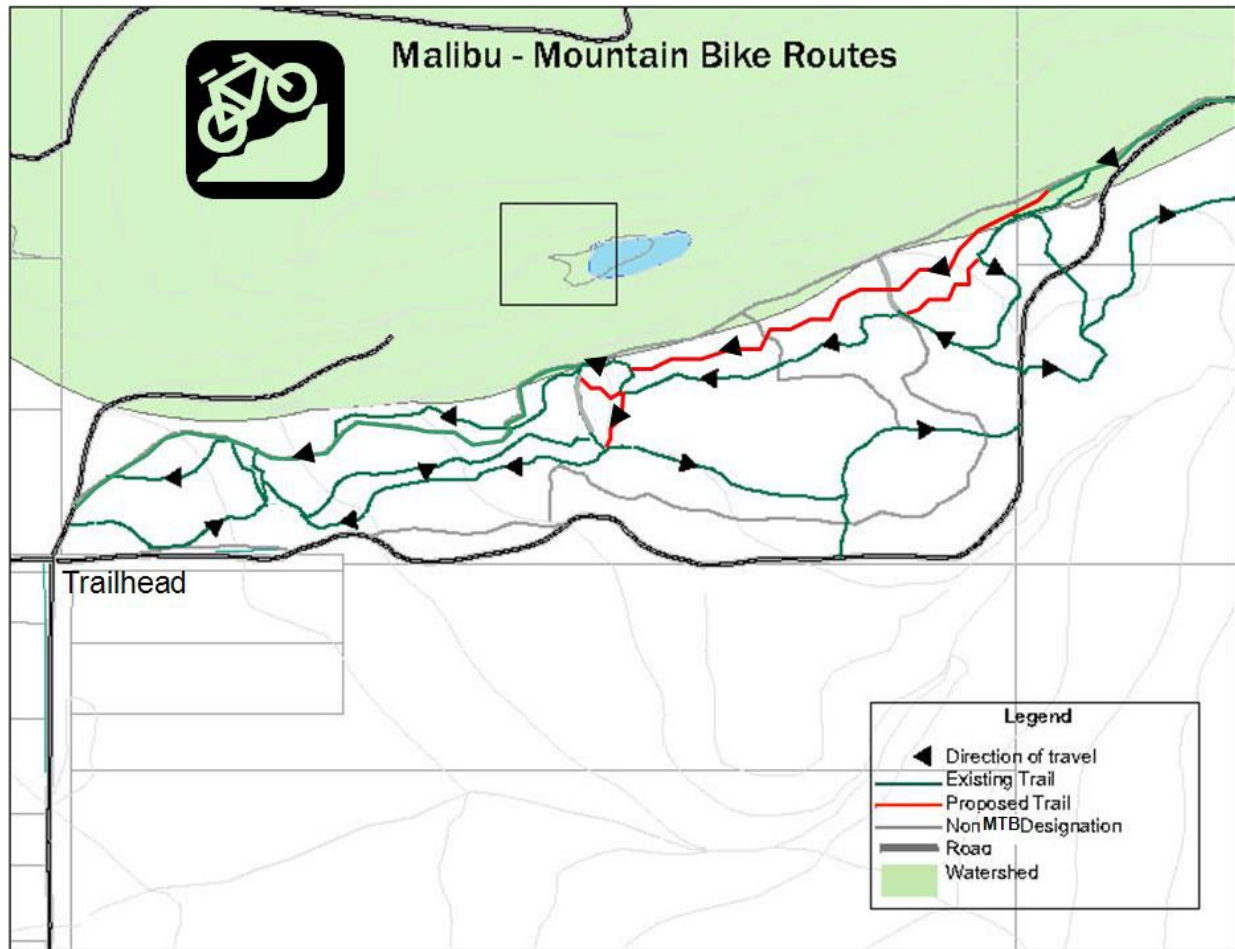 Malibu - Mountain Bike Routes
Trailhead
Legend
Direction of travel
Existing Trail
Proposed Trail
Non MTB Designation
Road
Watershed